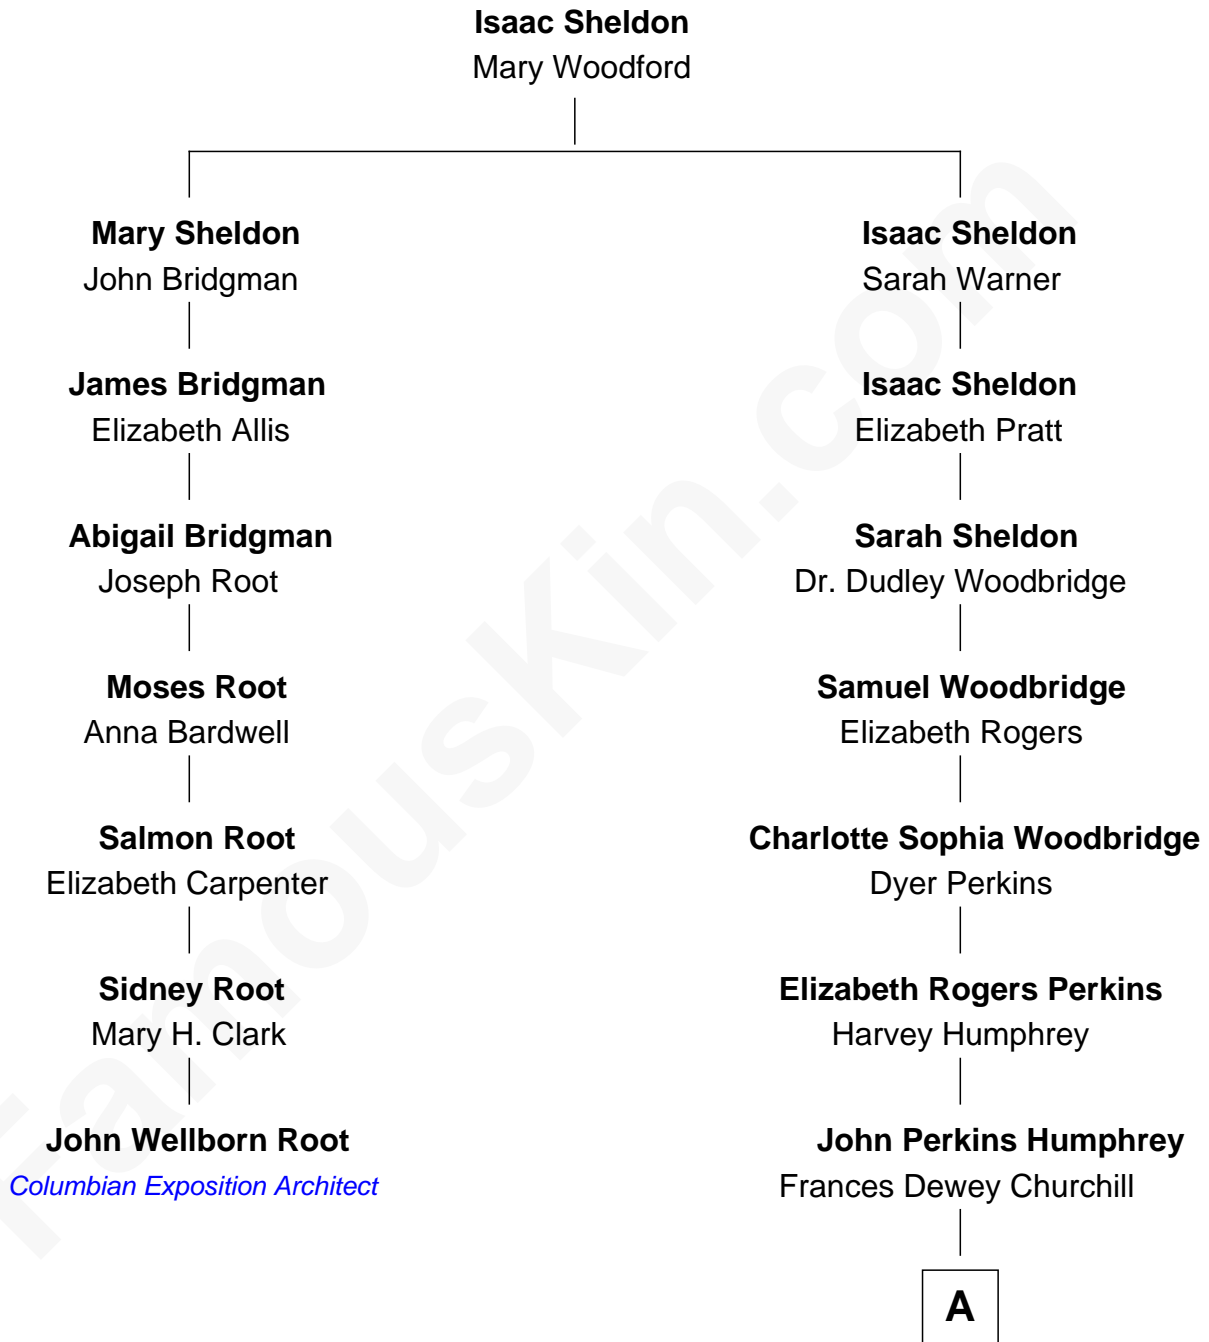 Isaac Sheldon
Mary Woodford
Mary Sheldon
John Bridgman
James Bridgman
Elizabeth Allis
Abigail Bridgman
Joseph Root
Moses Root
Anna Bardwell
Salmon Root
Elizabeth Carpenter
Sidney Root
Mary H. Clark
John Wellborn Root
Columbian Exposition Architect
Isaac Sheldon
Sarah Warner
Isaac Sheldon
Elizabeth Pratt
Sarah Sheldon
Dr. Dudley Woodbridge
Samuel Woodbridge
Elizabeth Rogers
Charlotte Sophia Woodbridge
Dyer Perkins
Elizabeth Rogers Perkins
Harvey Humphrey
John Perkins Humphrey
Frances Dewey Churchill
A
FamousKin.com